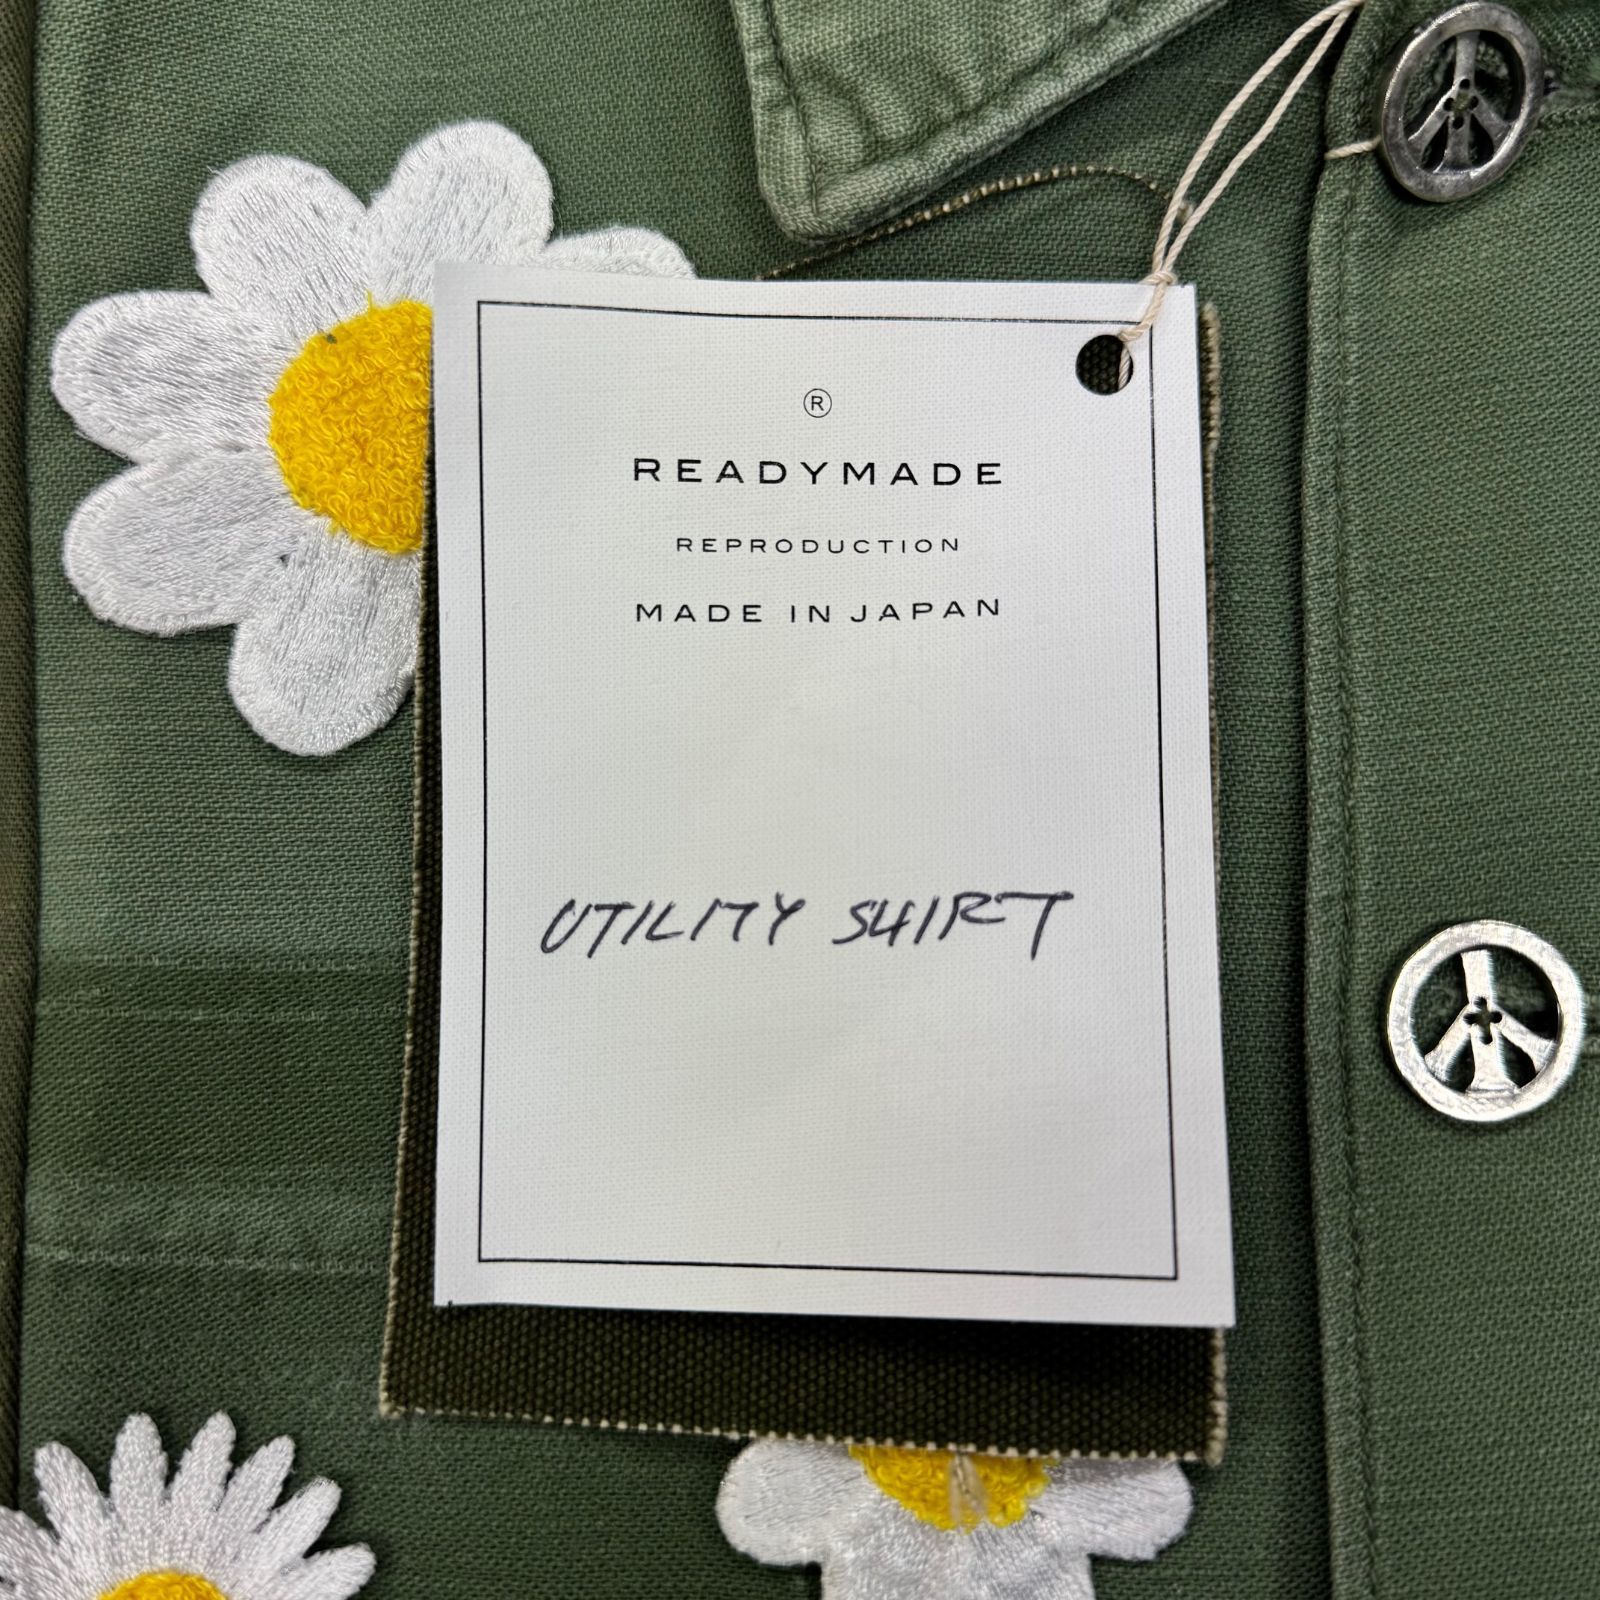 ®
READYMADE
REPRODUCTION
MADE IN JAPAN
UTILITY SHIRT